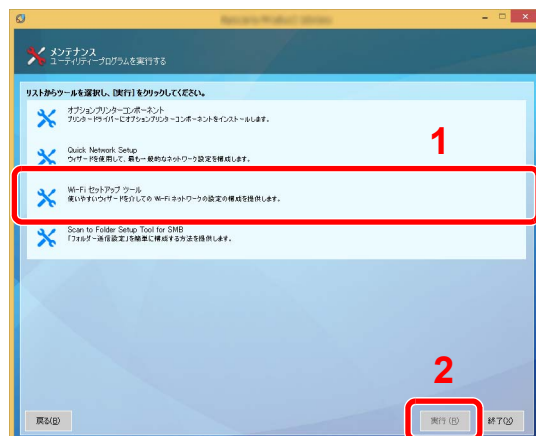 メンテナンス
ユーティリティープログラムを実行する
リストからツールを選択し、[実行]をクリックしてください。
オプションプリンターコンポーネント
プリンタードライバーにオプションプリンターコンポーネントをインストールします。
1
Quick Network Setup
ウィザードを使用して、最も一般的なネットワーク設定を構成します。
Wi-Fi セットアップ ツール
使いやすいウィザードを介しての Wi-Fi ネットワークの設定の構成を提供します。
Scan to Folder Setup Tool for SMB
「フォルダー送信設定」を簡単に構成する方法を提供します。
2
戻る(B)
実行 (R)
終了(X)